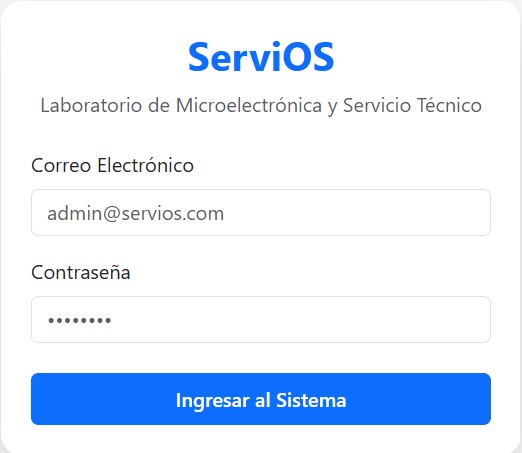 ServiOS
Laboratorio de Microelectrónica y Servicio Técnico
Correo Electrónico
admin@servios.com
Contraseña
••••••••
Ingresar al Sistema